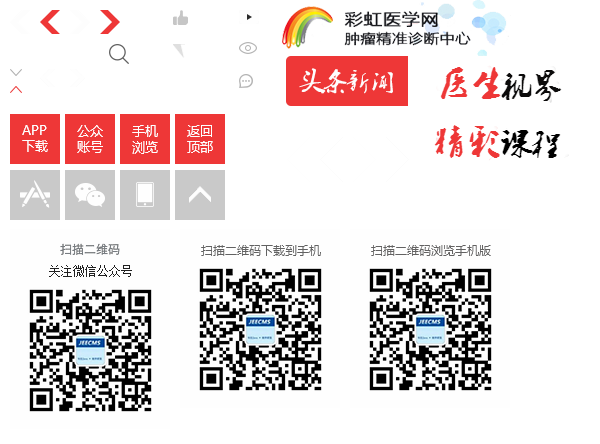 彩虹医学网
肿瘤精准诊断中心
头条新闻
医生视界
精彩课程
APP
下载
公众
账号
手机
浏览
返回
顶部
扫描二维码
关注微信公众号
扫描二维码下载到手机
扫描二维码浏览手机版
JEECMS
JEECMS
JEECMS